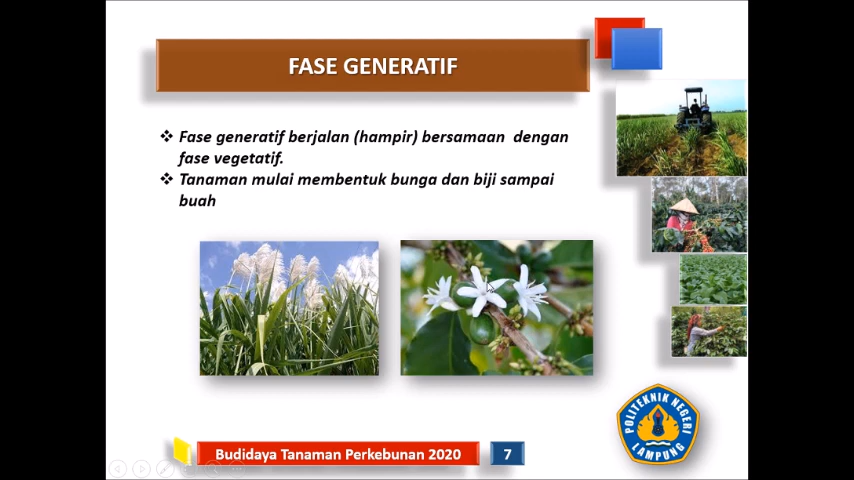 FASE GENERATIF
❖ Fase generatif berjalan (hampir) bersamaan dengan
fase vegetatif.
❖ Tanaman mulai membentuk bunga dan biji sampai
buah
POLITEKNIK NEGERI
LAMPUNG
Budidaya Tanaman Perkebunan 2020
7